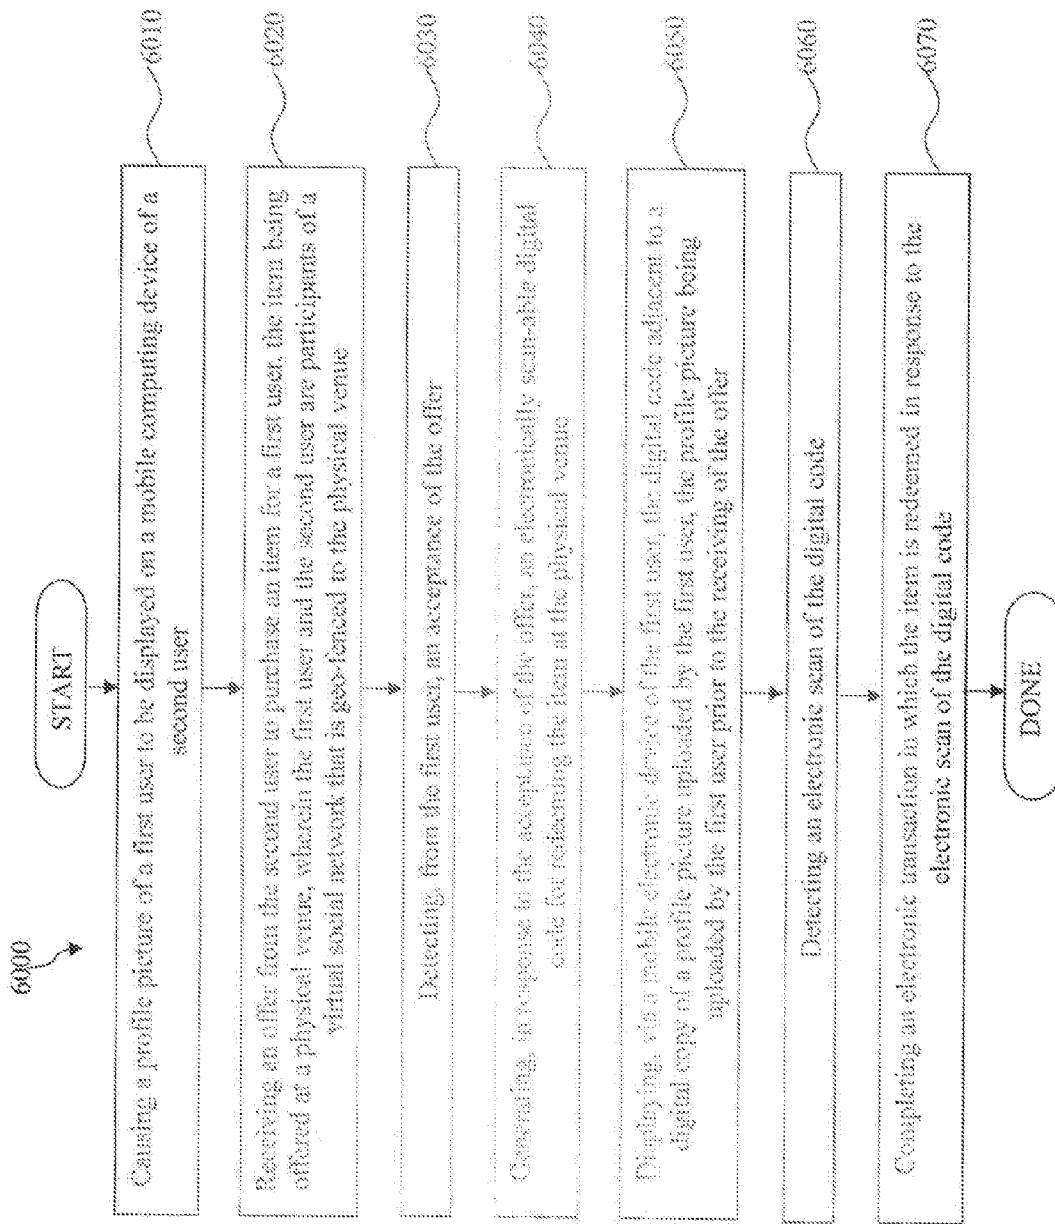 6000
START
Causing a profile picture of a first user to be displayed on a mobile computing device of a
second user
6010
Receiving an offer from the second user to purchase an item for a first user, the item being
offered at a physical venue, wherein the first user and the second user are participants of a
virtual social network that is geo-fenced to the physical venue
6020
Detecting, from the first user, an acceptance of the offer
6030
Generating, in response to the acceptance of the offer, an electronically scan-able digital
code for redeeming the item at the physical venue
6040
Displaying, via a mobile electronic device of the first user, the digital code adjacent to a
digital copy of a profile picture uploaded by the first user, the profile picture being
uploaded by the first user prior to the receiving of the offer
6050
Detecting an electronic scan of the digital code
6060
Completing an electronic transaction in which the item is redeemed in response to the
electronic scan of the digital code
6070
DONE